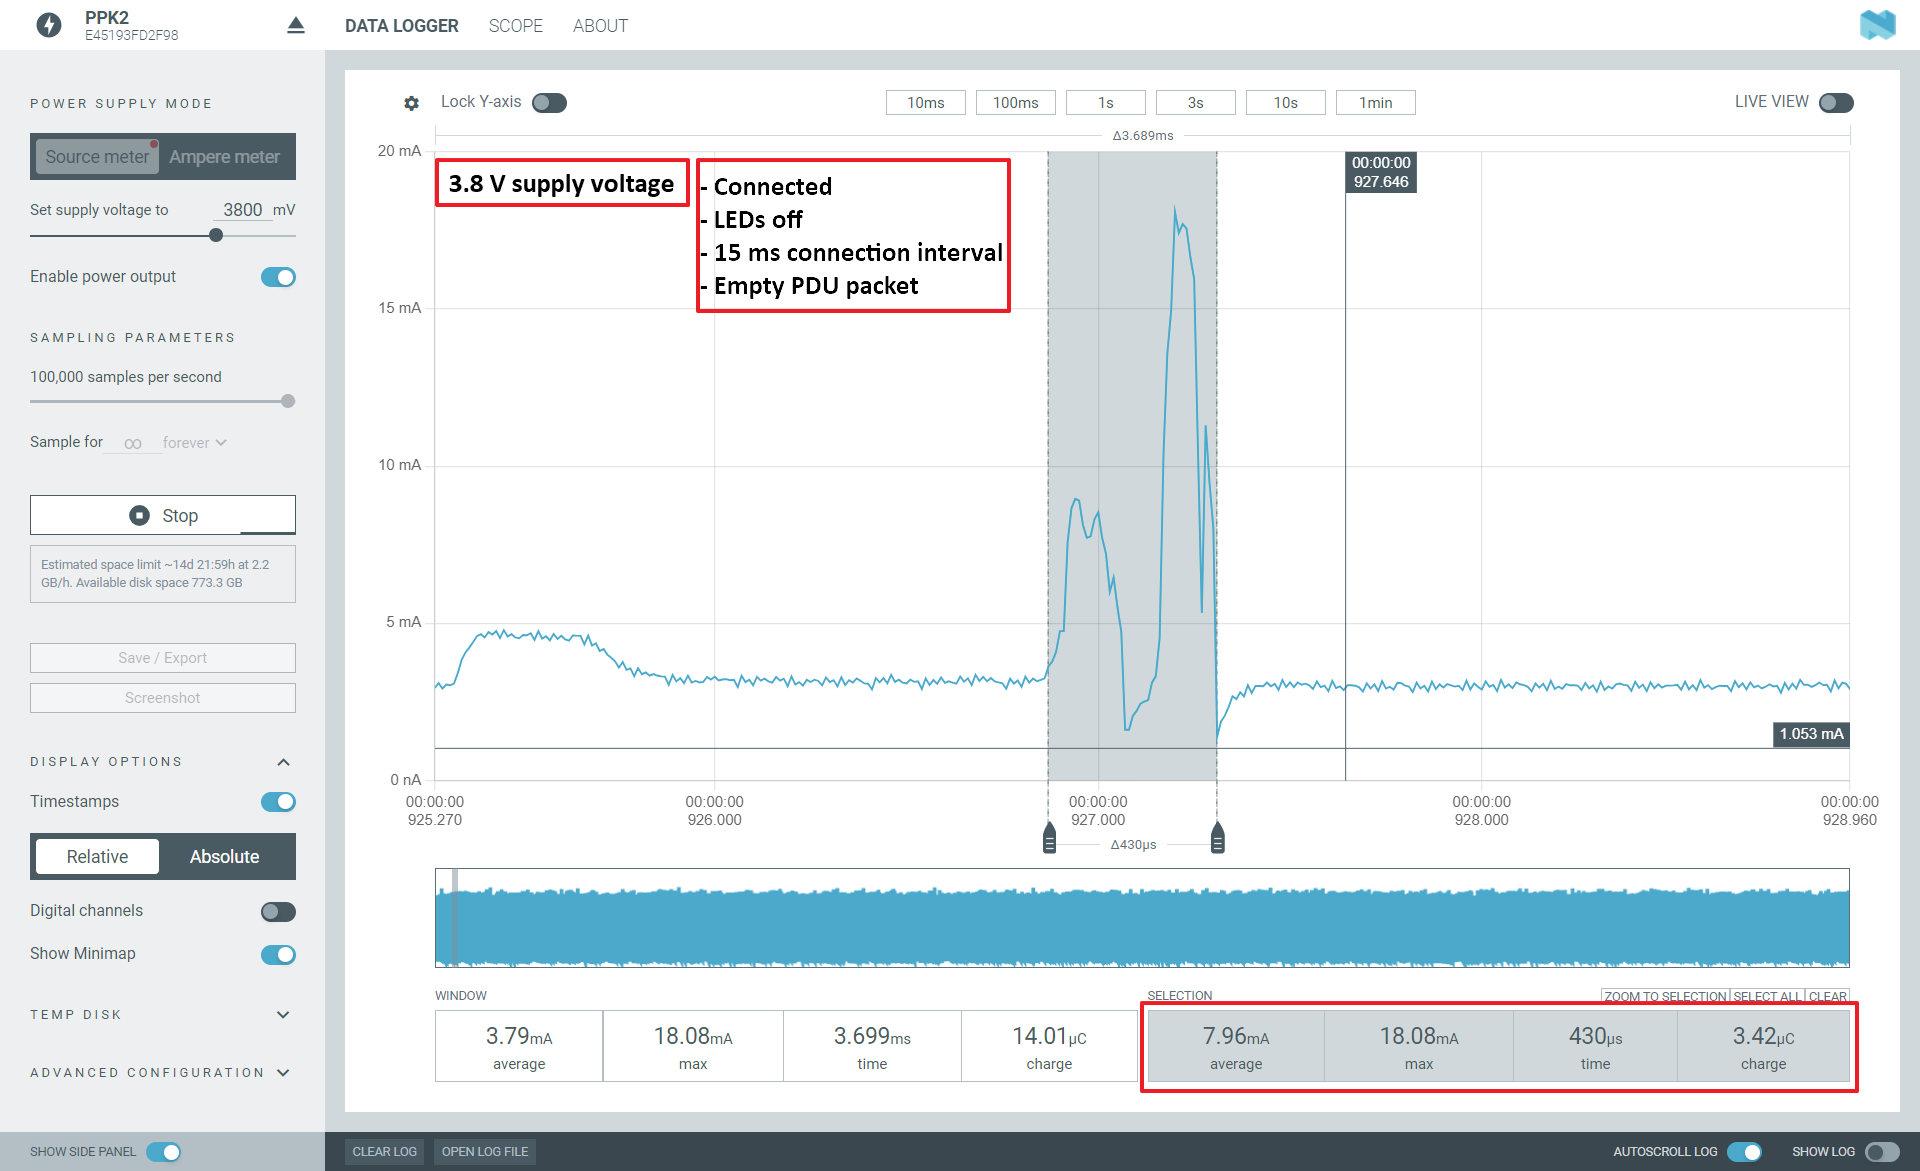 PPK2
E45193FD2F98
DATA LOGGER
SCOPE
ABOUT
POWER SUPPLY MODE
Source meter
Ampere meter
Set supply voltage to 3800 mV
Enable power output
SAMPLING PARAMETERS
100,000 samples per second
Sample for ∞ forever
Stop
Estimated space limit ~14d 21:59h at 2.2
GB/h. Available disk space 773.3 GB
Save / Export
Screenshot
DISPLAY OPTIONS
Timestamps
Relative
Absolute
Digital channels
Show Minimap
TEMP DISK
ADVANCED CONFIGURATION
SHOW SIDE PANEL
Lock Y-axis
10ms
100ms
1s
3s
10s
1min
LIVE VIEW
Δ3.689ms
20 mA
15 mA
10 mA
5 mA
0 nA
3.8 V supply voltage
- Connected
- LEDs off
- 15 ms connection interval
- Empty PDU packet
00:00:00
927.646
1.053 mA
00:00:00
925.270
00:00:00
926.000
00:00:00
927.000
00:00:00
928.000
00:00:00
928.960
Δ430µs
WINDOW
3.79mA
average
18.08mA
max
3.699ms
time
14.01µC
charge
SELECTION
ZOOM TO SELECTION
SELECT ALL
CLEAR
7.96mA
average
18.08mA
max
430µs
time
3.42µC
charge
CLEAR LOG
OPEN LOG FILE
AUTOSCROLL LOG
SHOW LOG